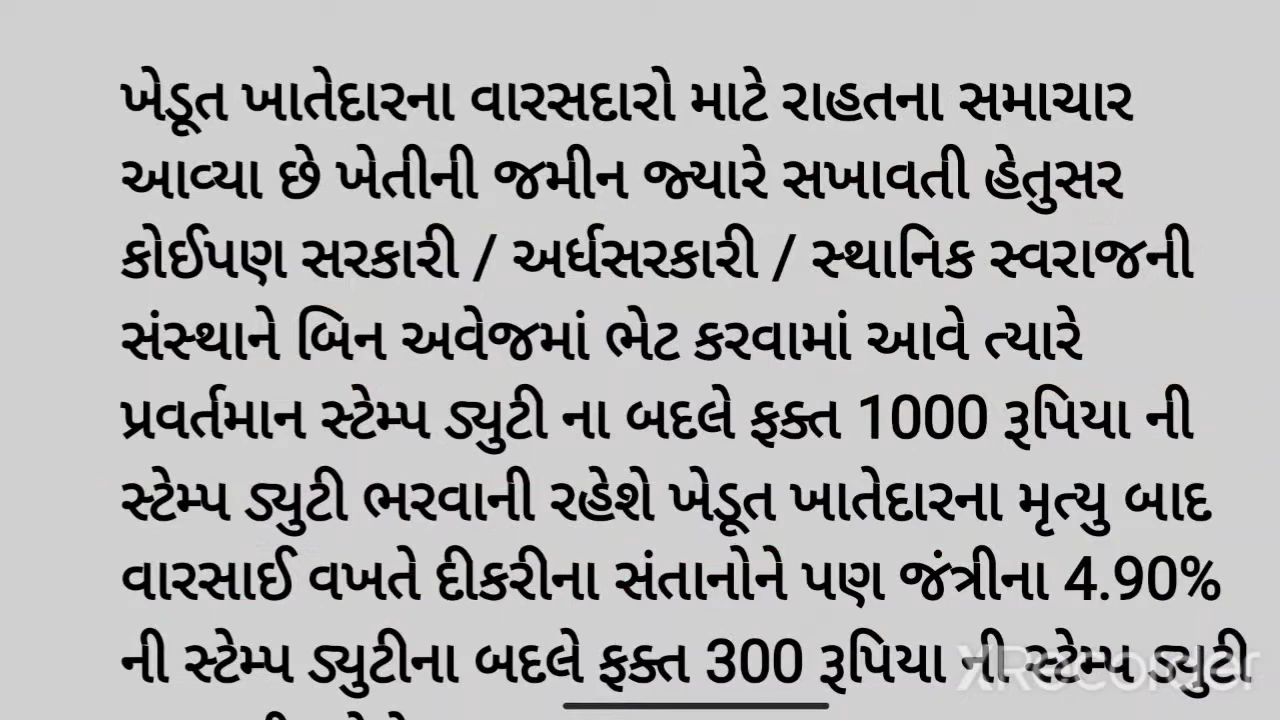 ખેડૂત ખાતેદારના વારસદારો માટે રાહતના સમાચાર
આવ્યા છે ખેતીની જમીન જ્યારે સખાવતી હેતુસર
કોઈપણ સરકારી / અર્ધસરકારી / સ્થાનિક સ્વરાજની
સંસ્થાને બિન અવેજમાં ભેટ કરવામાં આવે ત્યારે
પ્રવર્તમાન સ્ટેમ્પ ડ્યુટી ના બદલે ફક્ત 1000 રૂપિયા ની
સ્ટેમ્પ ડ્યુટી ભરવાની રહેશે ખેડૂત ખાતેદારના મૃત્યુ બાદ
વારસાઈ વખતે દીકરીના સંતાનોને પણ જંત્રીના 4.90%
ની સ્ટેમ્પ ડ્યુટીના બદલે ફક્ત 300 રૂપિયા ની સ્ટેમ્પ ડ્યુટી
XRecorder